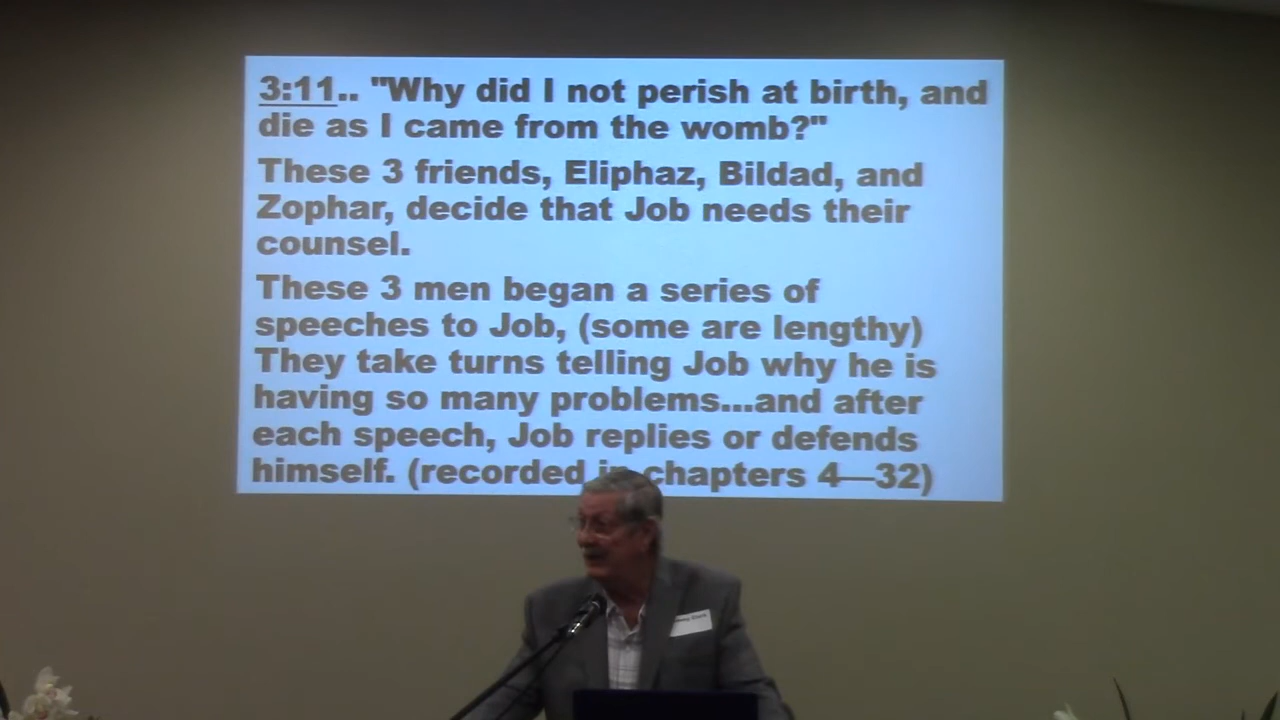 3:11.. "Why did I not perish at birth, and
die as I came from the womb?"
These 3 friends, Eliphaz, Bildad, and
Zophar, decide that Job needs their
counsel.
These 3 men began a series of
speeches to Job, (some are lengthy)
They take turns telling Job why he is
having so many problems...and after
each speech, Job replies or defends
himself. (recorded in chapters 4—32)